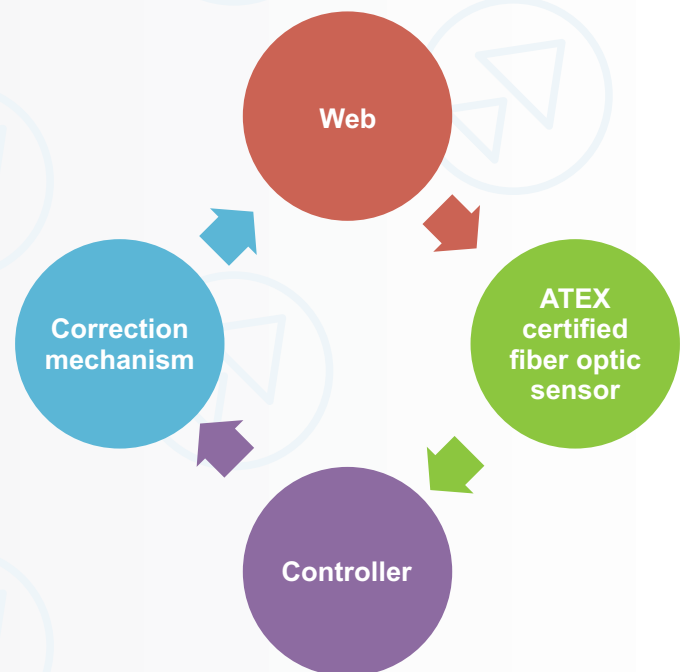 Web
ATEX
certified
fiber optic
sensor
Controller
Correction
mechanism